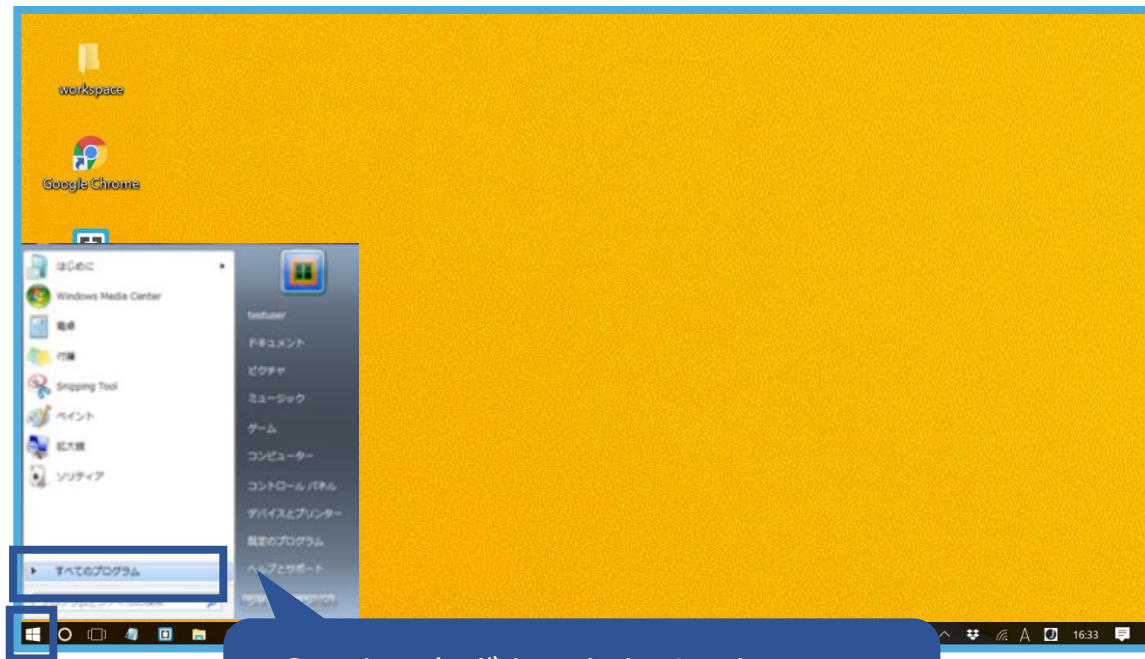 workspace
Google Chrome
はじめに
Windows Media Center
電卓
付箋
Snipping Tool
ペイント
拡大鏡
ソリティア
すべてのプログラム
testuser
ドキュメント
ピクチャ
ミュージック
ゲーム
コンピューター
コントロール パネル
デバイスとプリンター
既定のプログラム
ヘルプとサポート
A
16:33